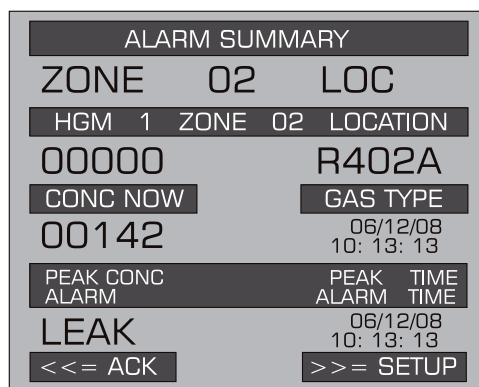 ALARM SUMMARY
ZONE 02 LOC
HGM 1 ZONE 02 LOCATION
00000 R402A
CONC NOW GAS TYPE
00142 06/12/08
10: 13: 13
PEAK CONC PEAK TIME
ALARM ALARM TIME
LEAK 06/12/08
10: 13: 13
<<= ACK >>= SETUP